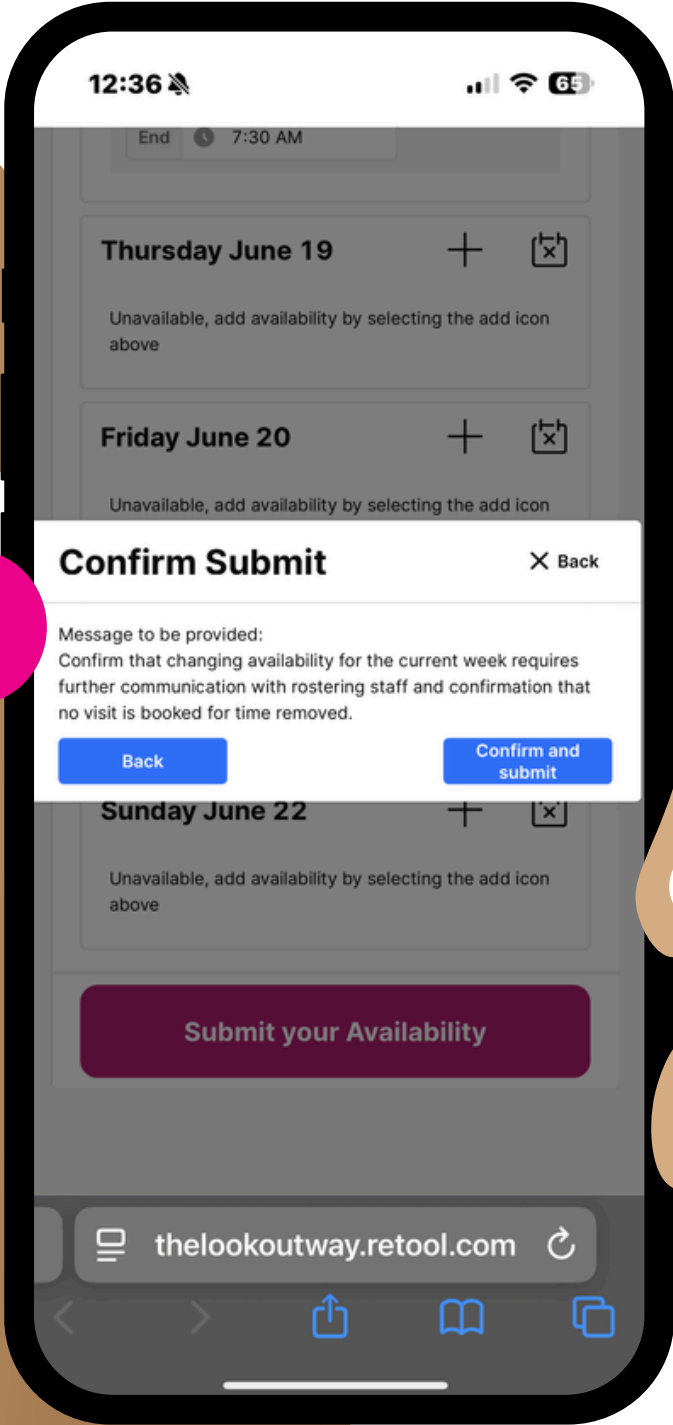 12:36
65
End 7:30 AM
Thursday June 19
Unavailable, add availability by selecting the add icon
above
Friday June 20
Unavailable, add availability by selecting the add icon
Confirm Submit
Back
Message to be provided:
Confirm that changing availability for the current week requires
further communication with rostering staff and confirmation that
no visit is booked for time removed.
Back
Confirm and
submit
Sunday June 22
Unavailable, add availability by selecting the add icon
above
Submit your Availability
thelookoutway.retool.com